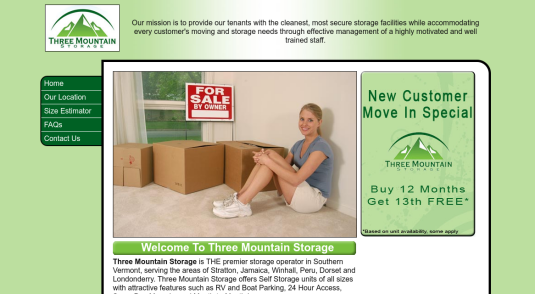 THREE MOUNTAIN
STORAGE
Our mission is to provide our tenants with the cleanest, most secure storage facilities while accommodating
every customer's moving and storage needs through effective management of a highly motivated and well
trained staff.
Home
Our Location
Size Estimator
FAQs
Contact Us
FOR
SALE
BY OWNER
New Customer
Move In Special
THREE MOUNTAIN
STORAGE
Buy 12 Months
Get 13th FREE*
*Based on unit availability, some apply
Welcome To Three Mountain Storage
Three Mountain Storage is THE premier storage operator in Southern
Vermont, serving the areas of Stratton, Jamaica, Winhall, Peru, Dorset and
Londonderry. Three Mountain Storage offers Self Storage units of all sizes
with attractive features such as RV and Boat Parking, 24 Hour Access,